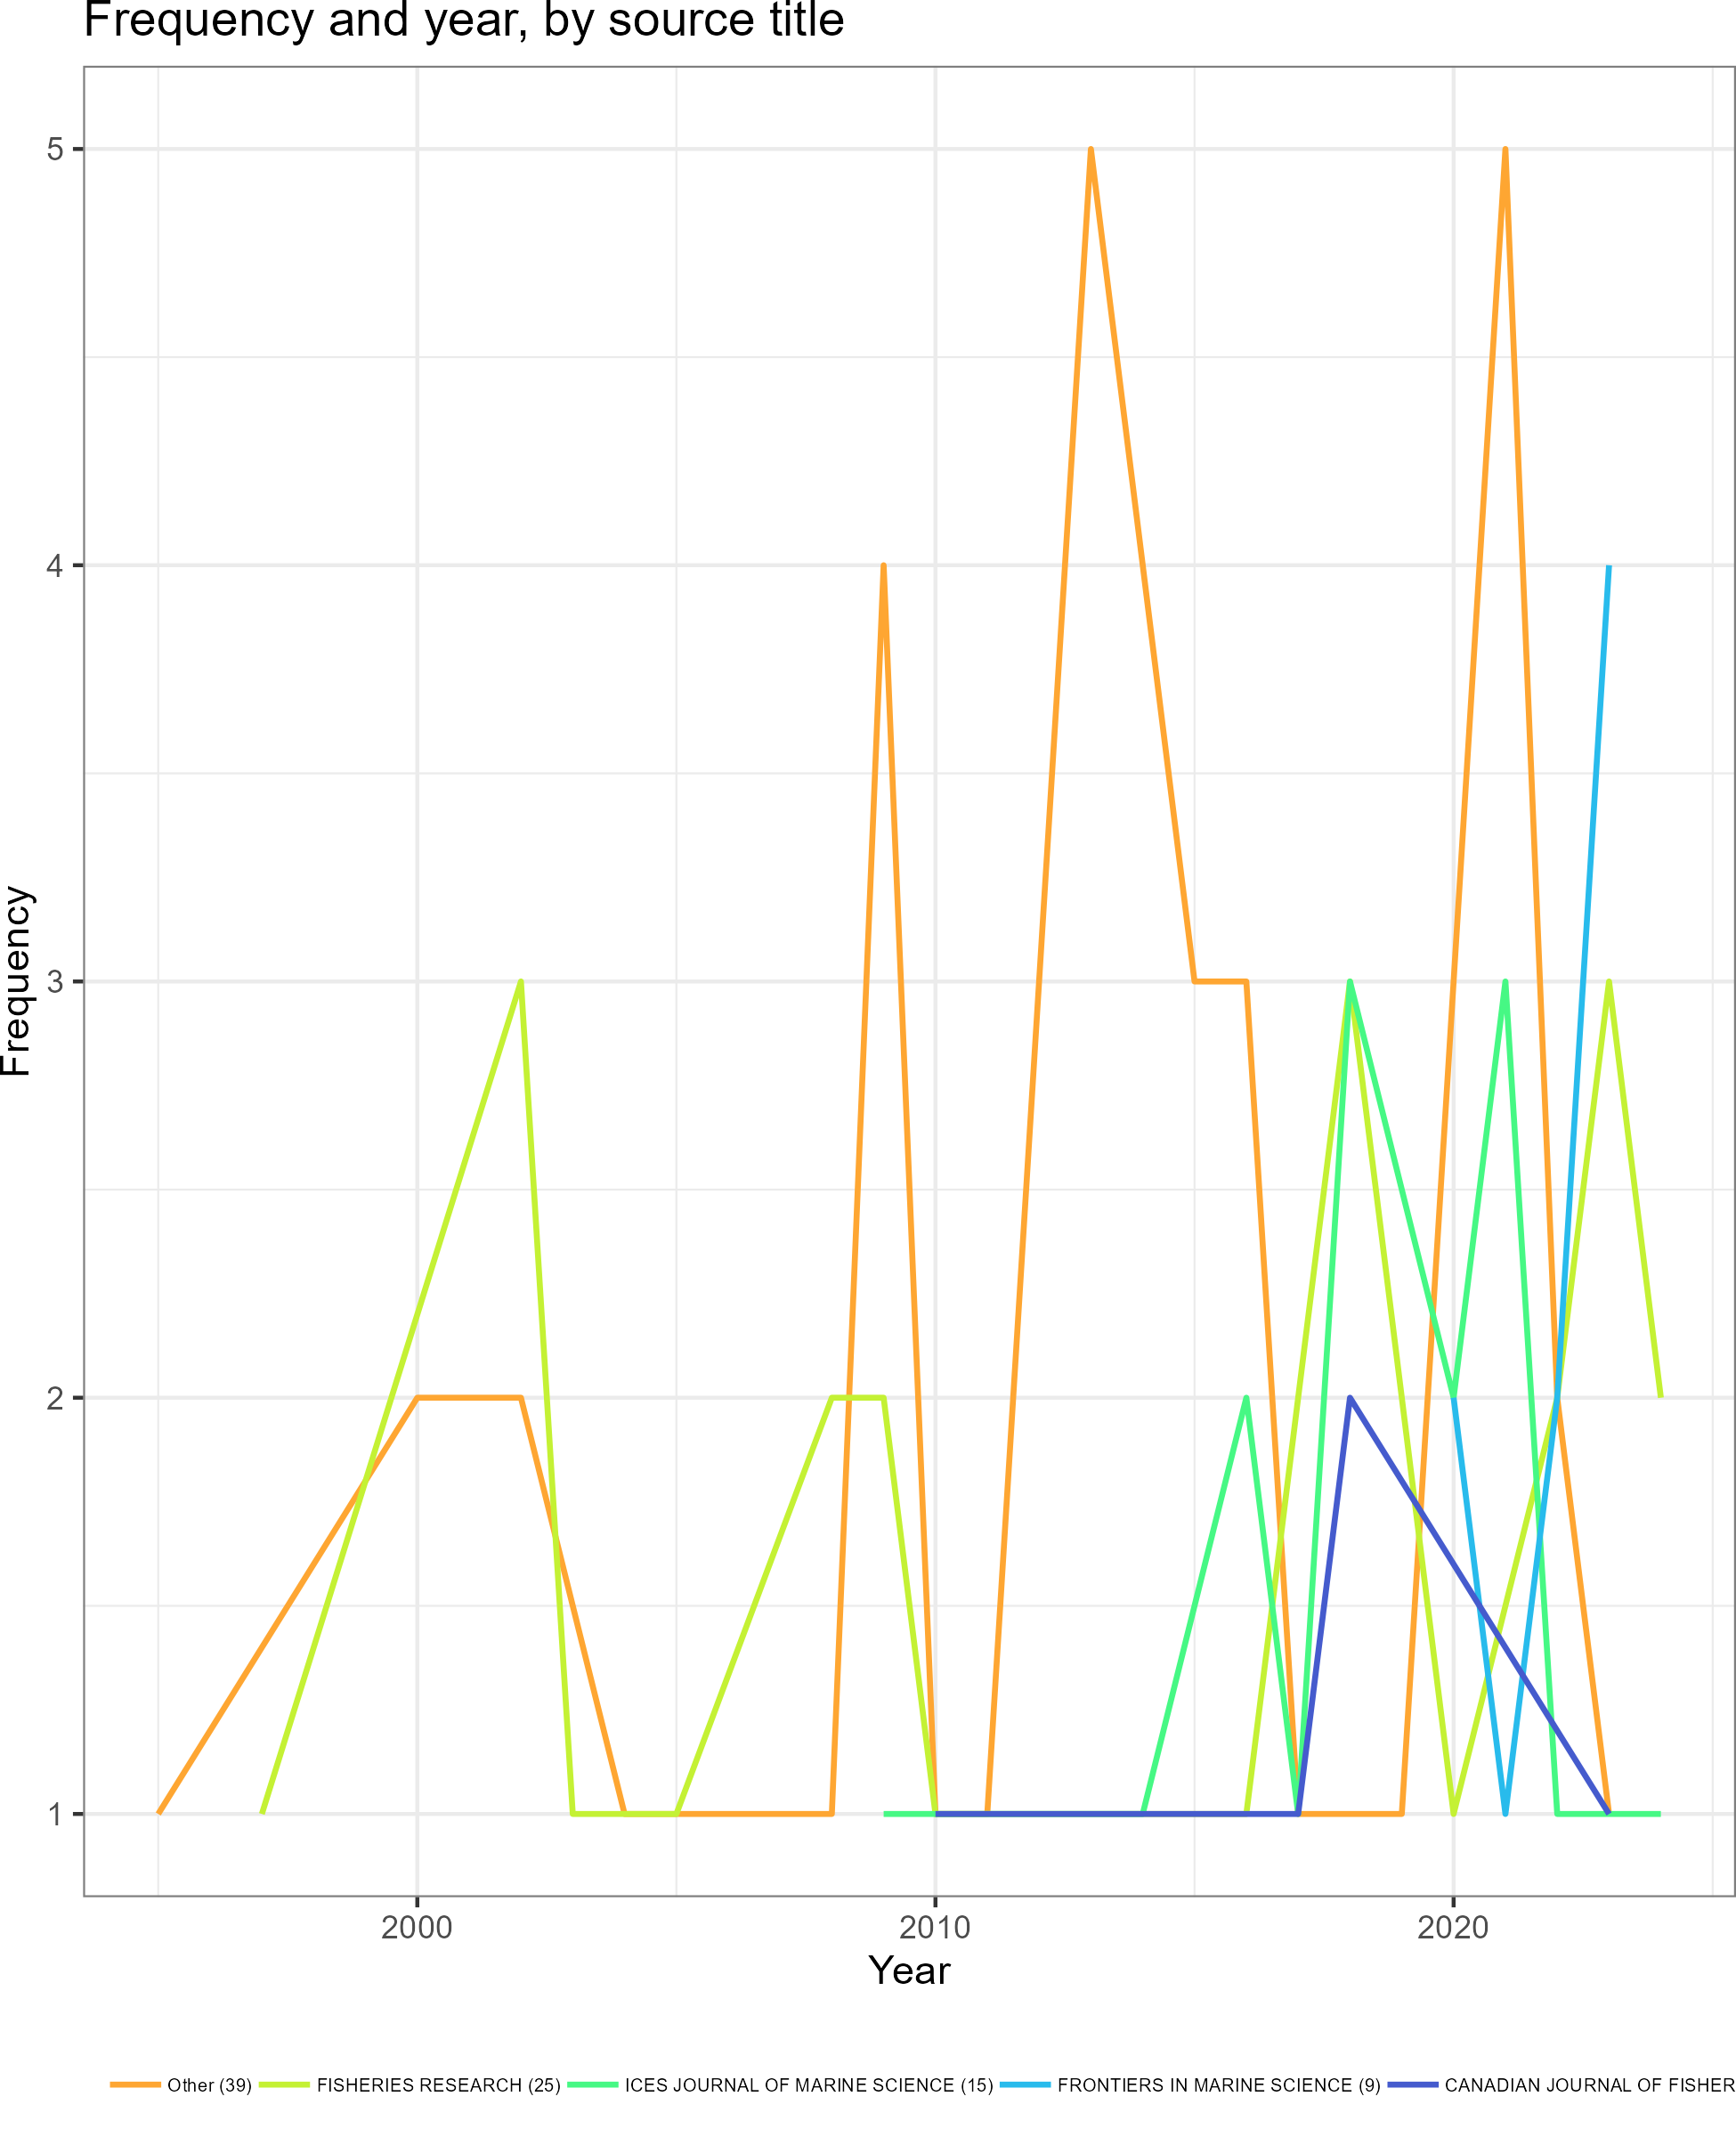 Frequency and year, by source title
5
4
3
2
1
Frequency
2000 2010 2020
Year
Other (39) FISHERIES RESEARCH (25) ICES JOURNAL OF MARINE SCIENCE (15) FRONTIERS IN MARINE SCIENCE (9) CANADIAN JOURNAL OF FISHER